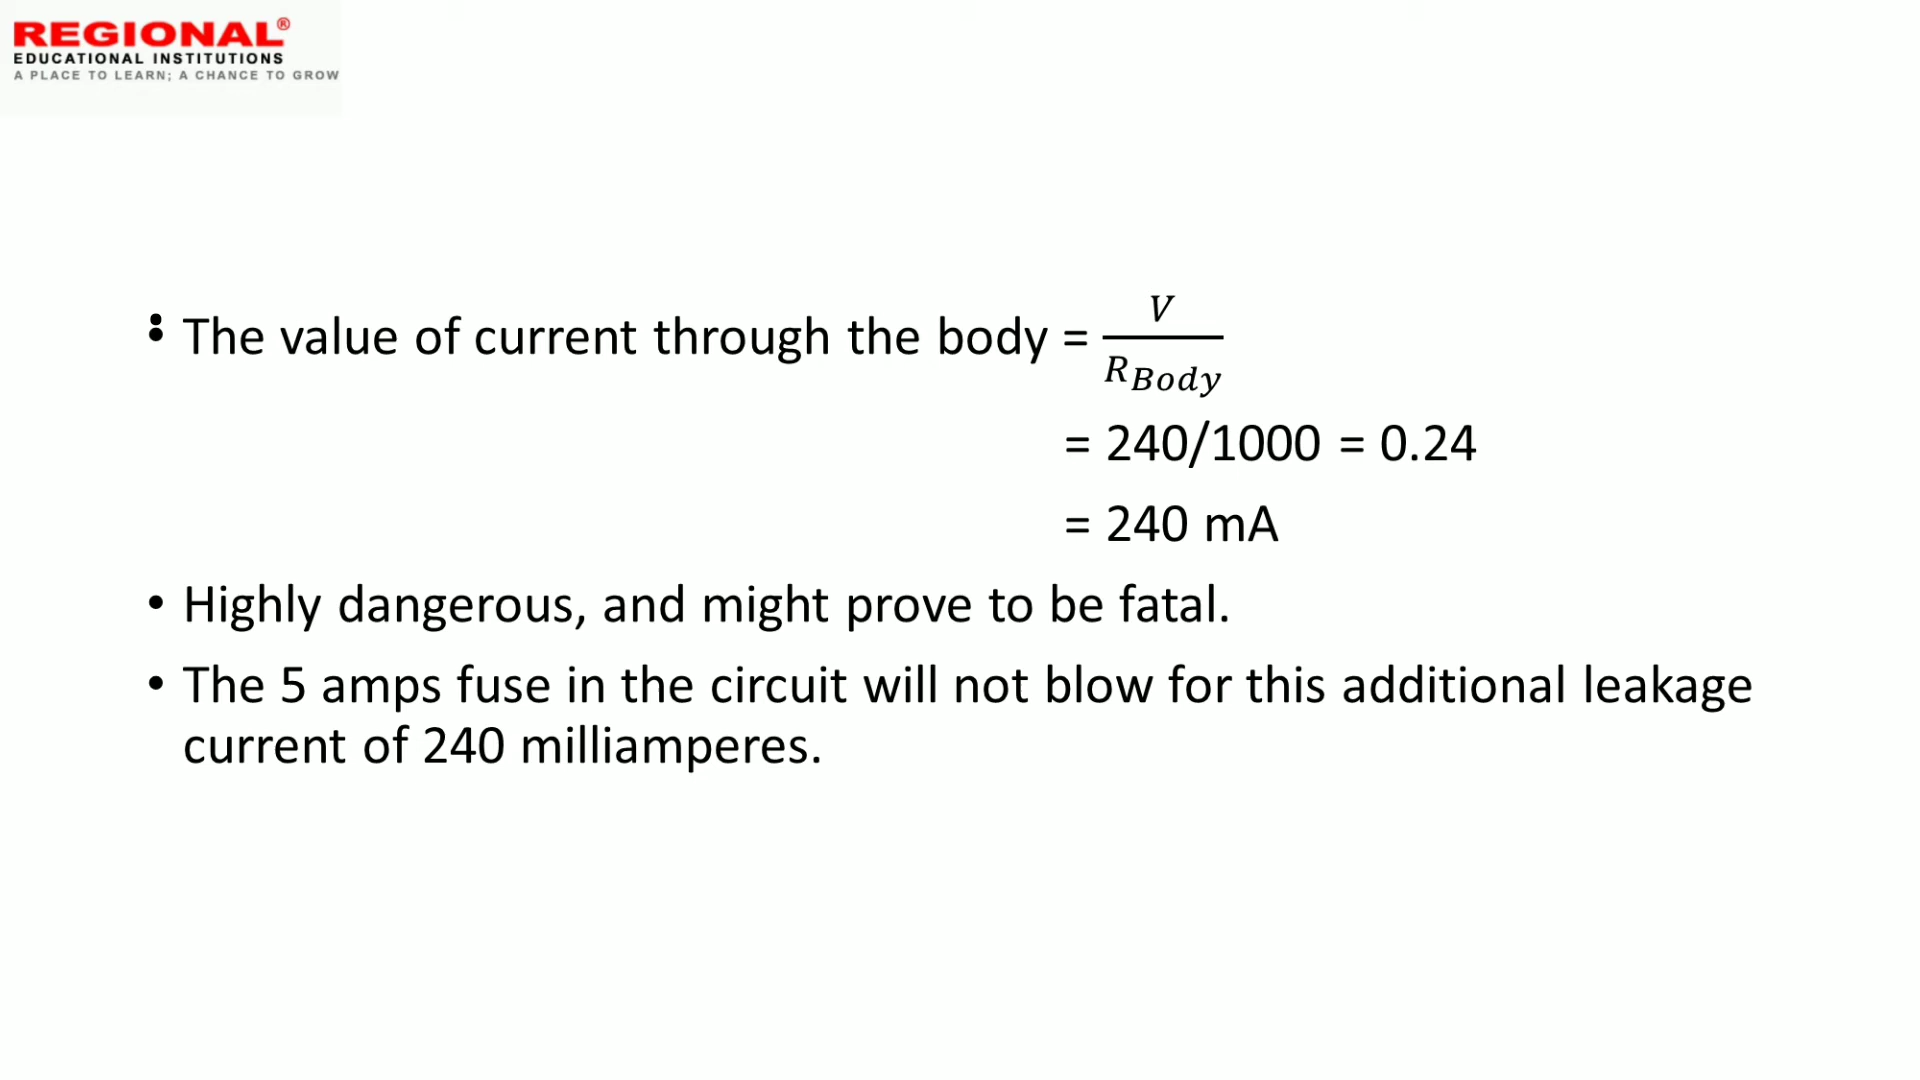 REGIONAL®
EDUCATIONAL INSTITUTIONS
A PLACE TO LEARN; A CHANCE TO GROW
• The value of current through the body = V / R_Body
= 240/1000 = 0.24
= 240 mA
• Highly dangerous, and might prove to be fatal.
• The 5 amps fuse in the circuit will not blow for this additional leakage
current of 240 milliamperes.